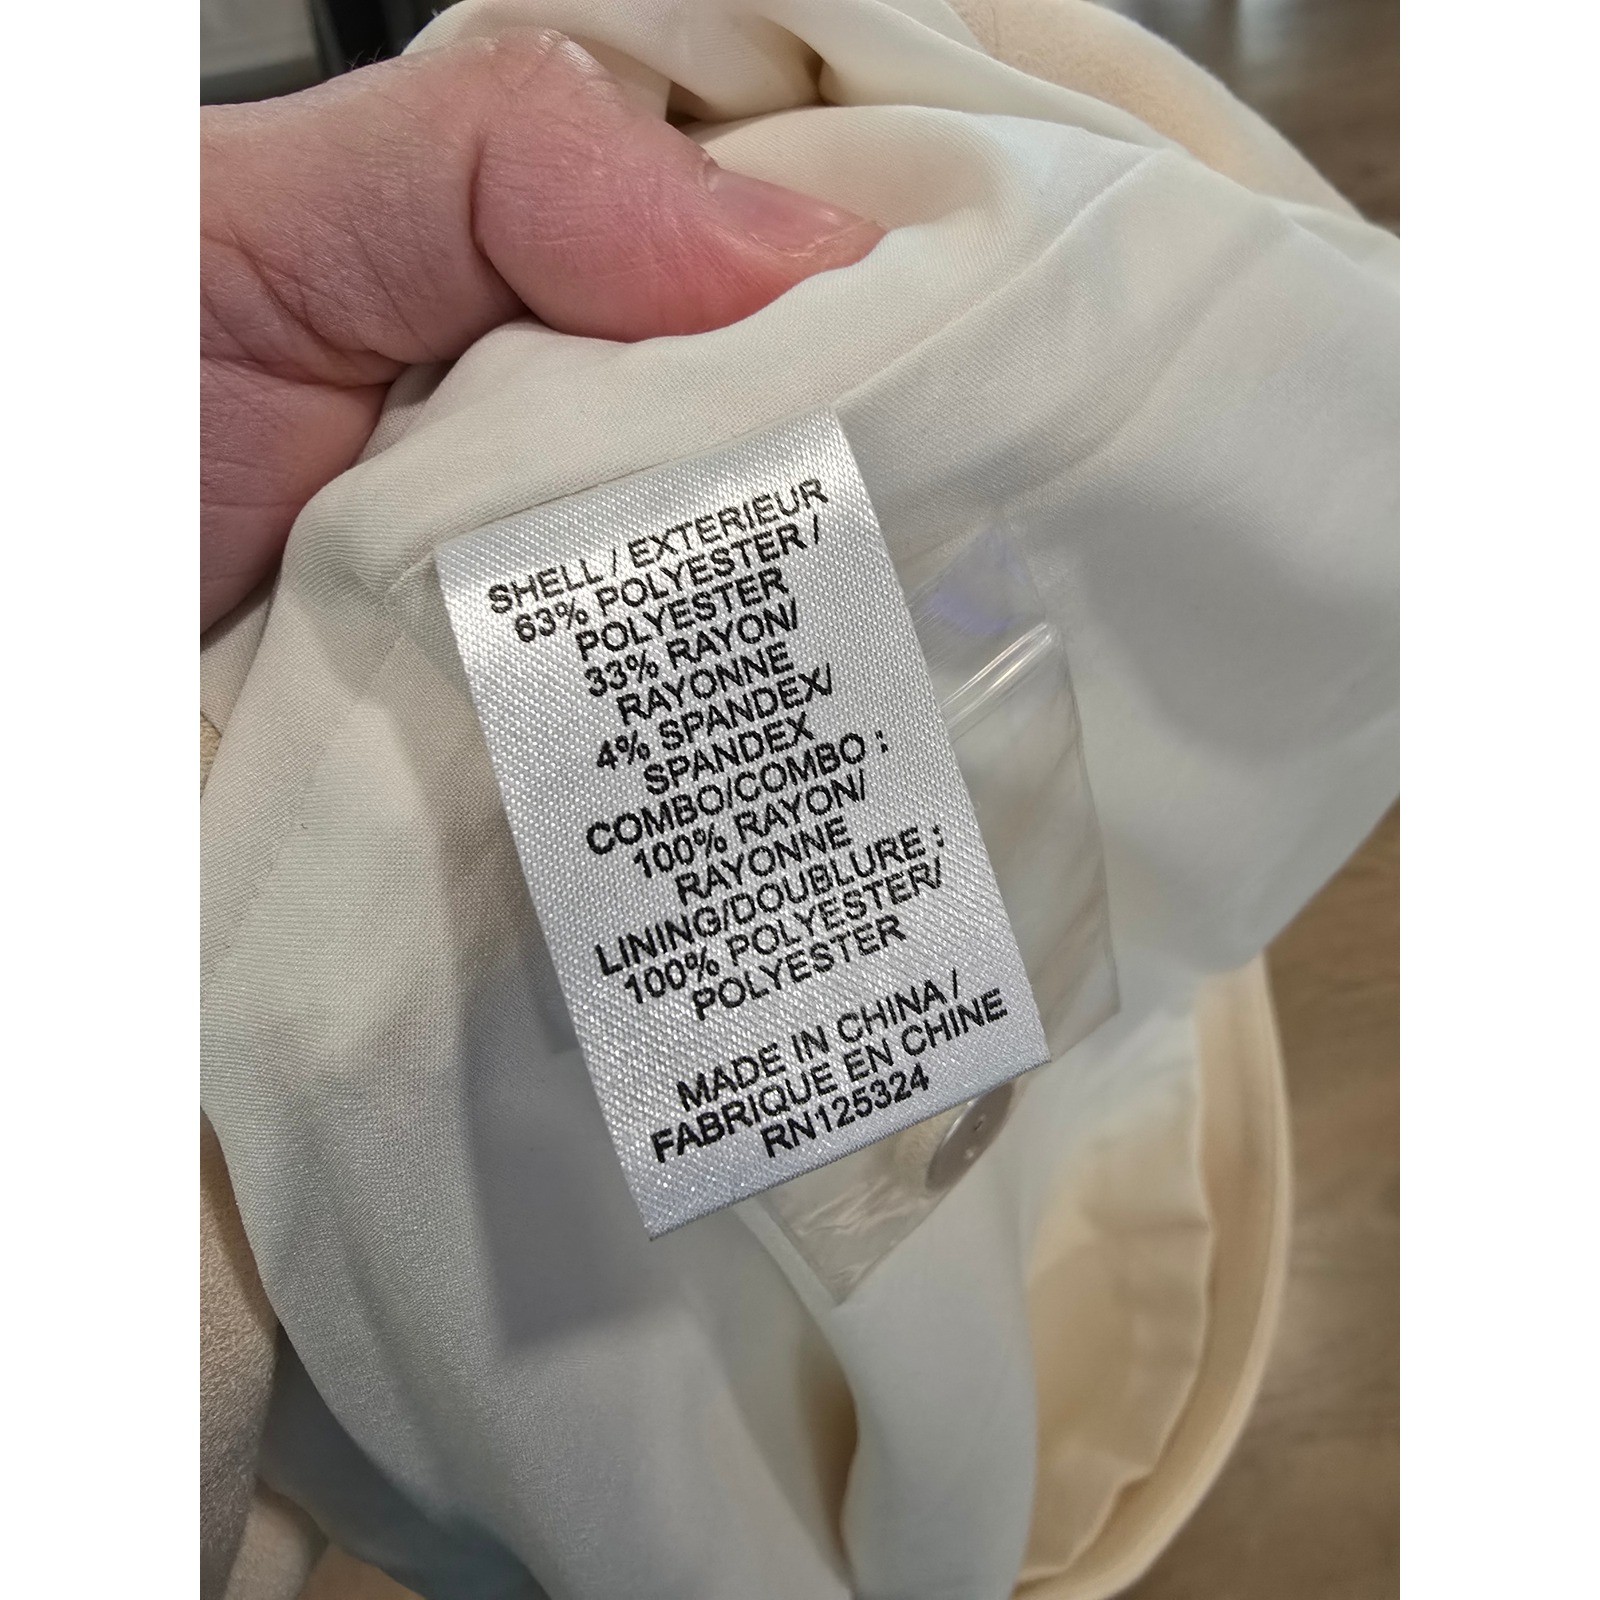 SHELL / EXTERIEUR
63% POLYESTER /
POLYESTER
33% RAYON/
RAYONNE
4% SPANDEX/
SPANDEX
COMBO/COMBO :
100% RAYON/
RAYONNE
LINING/DOUBLURE :
100% POLYESTER/
POLYESTER
MADE IN CHINA /
FABRIQUE EN CHINE
RN125324